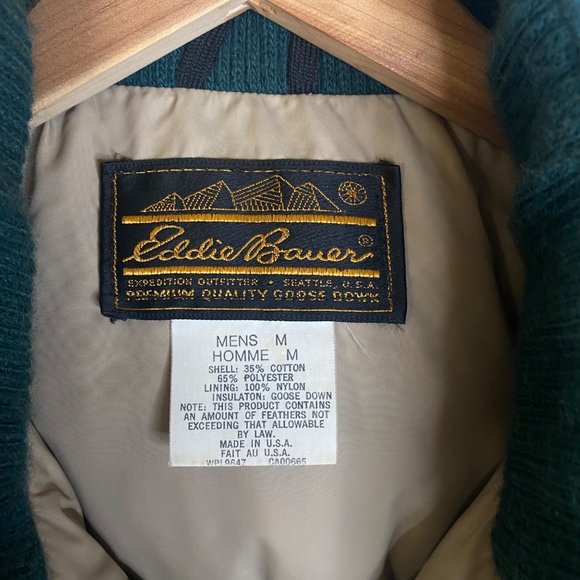 Eddie Bauer ®
EXPEDITION OUTFITTER • SEATTLE, U.S.A.
PREMIUM QUALITY GOOSE DOWN
MENS M
HOMME M
SHELL: 35% COTTON
65% POLYESTER
LINING: 100% NYLON
INSULATON: GOOSE DOWN
NOTE: THIS PRODUCT CONTAINS
AN AMOUNT OF FEATHERS NOT
EXCEEDING THAT ALLOWABLE
BY LAW.
MADE IN U.S.A.
FAIT AU U.S.A.
WPL9647 CA00665